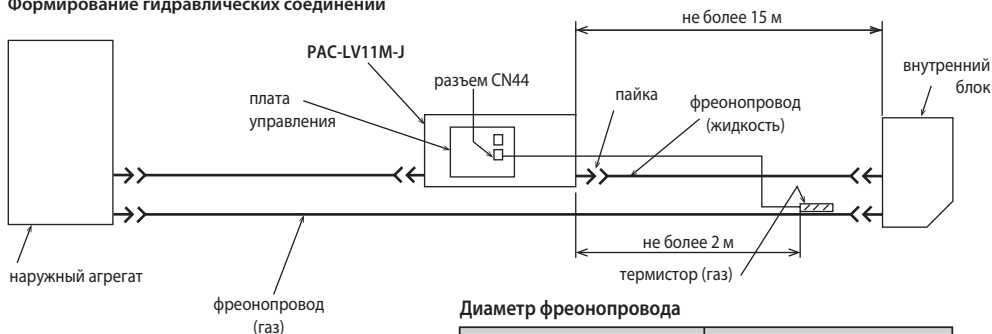 Формирование гидравлических соединений
не более 15 м
PAC-LV11M-J
разъем CN44
внутренний
блок
плата
управления
пайка
фреонопровод
(жидкость)
не более 2 м
термистор (газ)
наружный агрегат
фреонопровод
(газ)
Диаметр фреонопровода